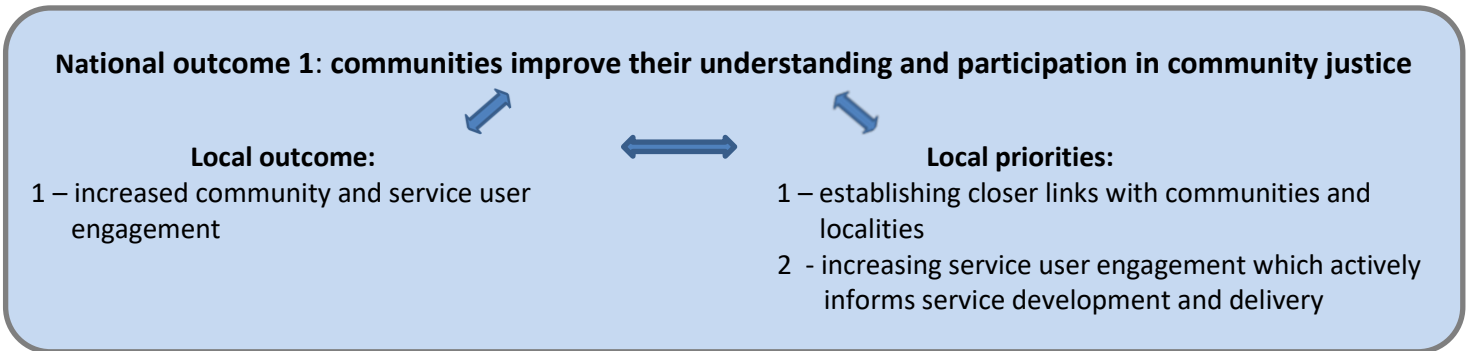 National outcome 1: communities improve their understanding and participation in community justice
Local outcome:
1 – increased community and service user
engagement
Local priorities:
1 – establishing closer links with communities and
localities
2 - increasing service user engagement which actively
informs service development and delivery